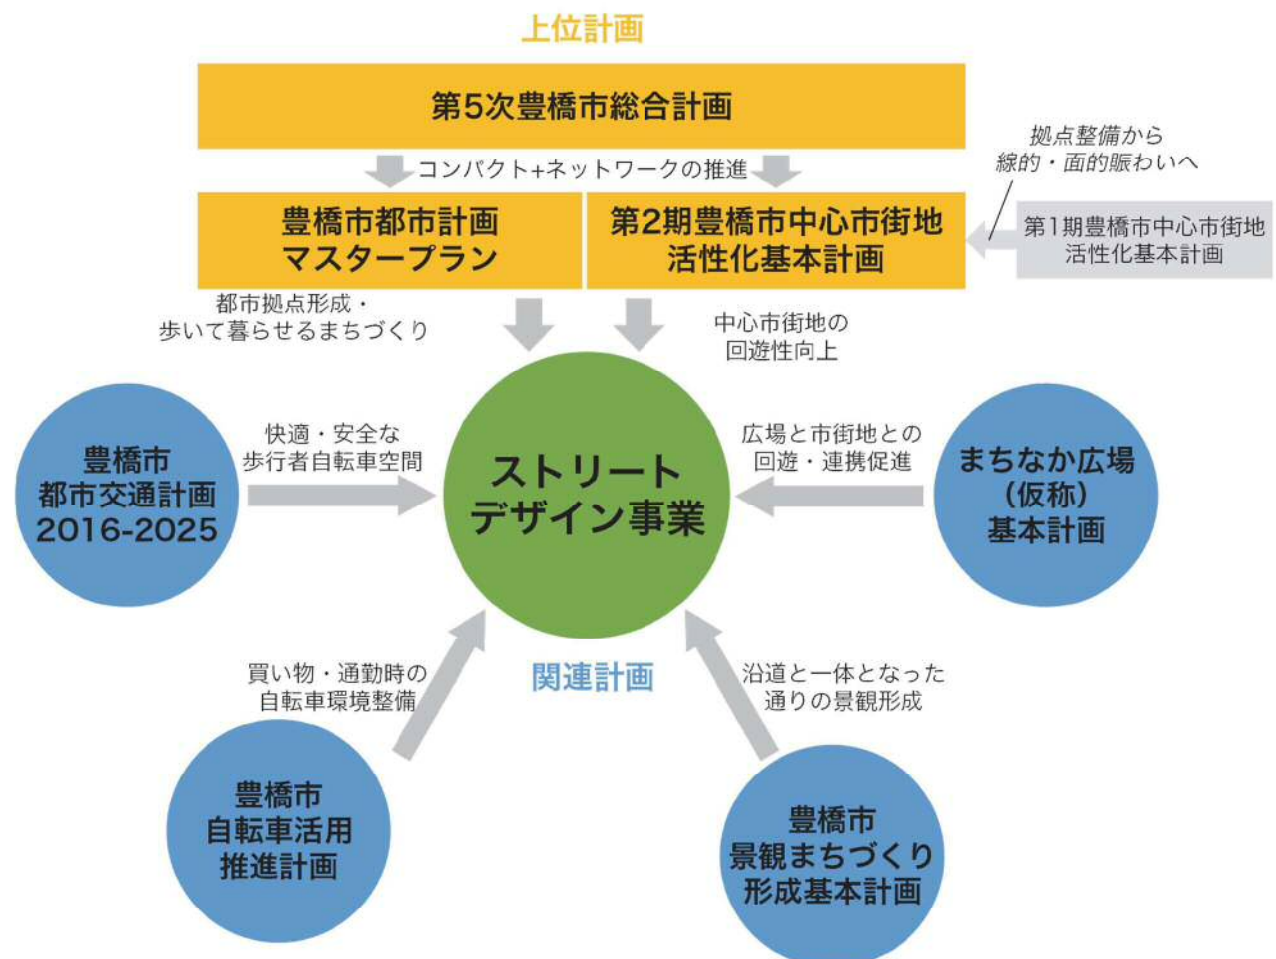 上位計画
第5次豊橋市総合計画
拠点整備から
線的・面的賑わいへ
コンパクト+ネットワークの推進
豊橋市都市計画
マスタープラン
第2期豊橋市中心市街地
活性化基本計画
第1期豊橋市中心市街地
活性化基本計画
都市拠点形成・
歩いて暮らせるまちづくり
中心市街地の
回遊性向上
豊橋市
都市交通計画
2016-2025
快適・安全な
歩行者自転車空間
ストリート
デザイン事業
広場と市街地との
回遊・連携促進
まちなか広場
（仮称）
基本計画
買い物・通勤時の
自転車環境整備
関連計画
沿道と一体となった
通りの景観形成
豊橋市
自転車活用
推進計画
豊橋市
景観まちづくり
形成基本計画